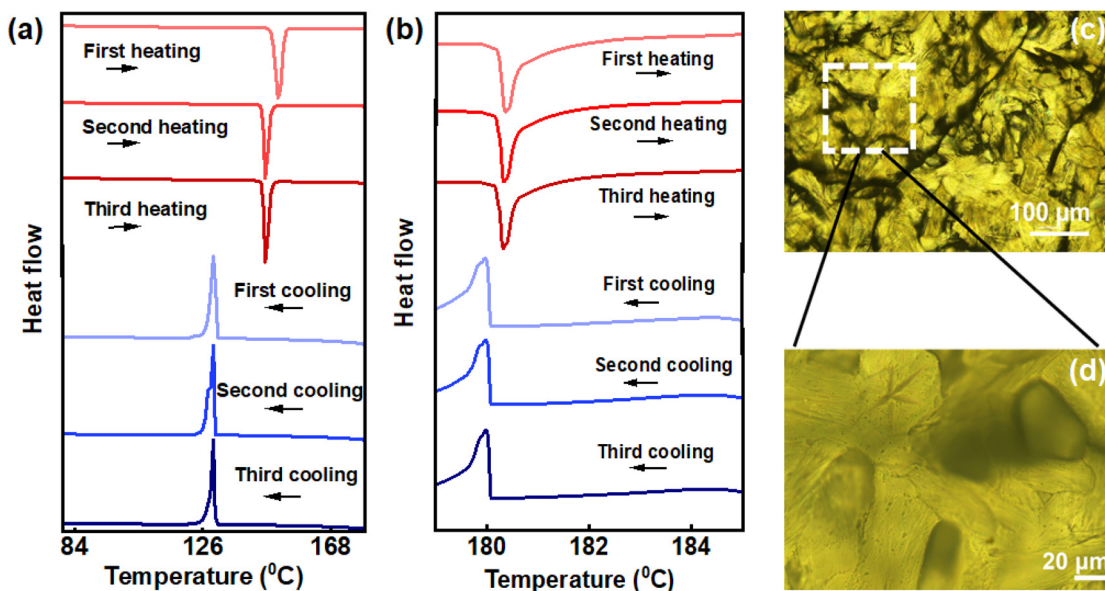 (a)
First heating
Second heating
Third heating
First cooling
Second cooling
Third cooling
Heat flow
84 126 168
Temperature (⁰C)
(b)
First heating
Second heating
Third heating
First cooling
Second cooling
Third cooling
Heat flow
180 182 184
Temperature (⁰C)
(c)
100 µm
(d)
20 µm